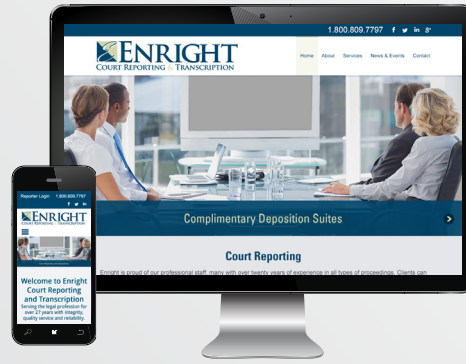 1.800.809.7797 f in g+
ENRIGHT
COURT REPORTING & TRANSCRIPTION
Home About Services News & Events Contact
Complimentary Deposition Suites
Court Reporting
Enright is proud of our professional staff, many with over twenty years of experience in all types of proceedings. Clients can
Reporter Login 1.800.809.7797
f in
ENRIGHT
COURT REPORTING & TRANSCRIPTION
Welcome to Enright
Court Reporting
and Transcription
Serving the legal profession for
over 27 years with integrity,
quality service and reliability.